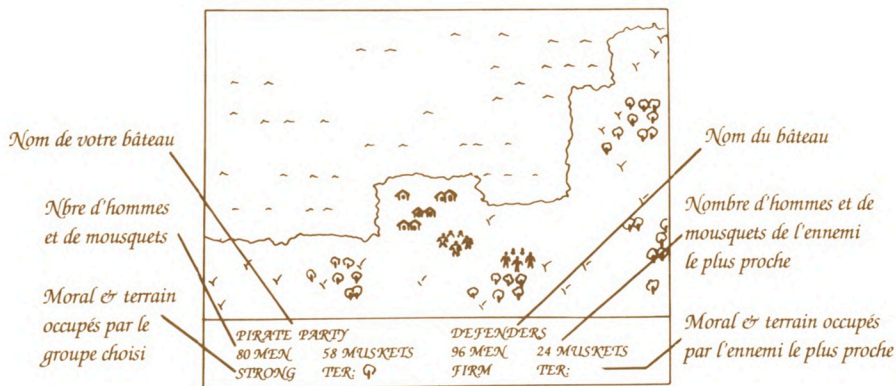 Nom de votre bâteau
Nbre d'hommes
et de mousquets
Moral & terrain
occupés par le
groupe choisi
PIRATE PARTY
80 MEN 58 MUSKETS
STRONG TER:
DEFENDERS
96 MEN 24 MUSKETS
FIRM TER:
Nom du bâteau
Nombre d'hommes et de
mousquets de l'ennemi
le plus proche
Moral & terrain occupés
par l'ennemi le plus proche